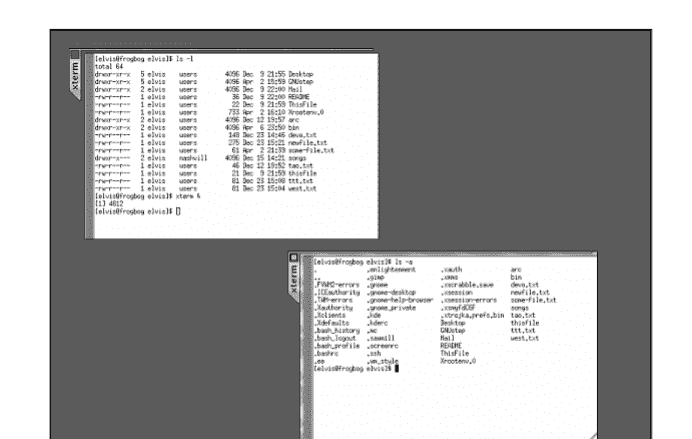 xterm
[elvis@frogbog elvis]$ ls -l
total 64
drwxr-xr-x 5 elvis users 4096 Dec 9 21:55 Desktop
drwxr-xr-x 5 elvis users 4096 Apr 2 15:59 GNUstep
drwxr-xr-x 2 elvis users 4096 Dec 9 22:00 Mail
-rw-r--r-- 1 elvis users 36 Dec 9 22:00 README
-rw-r--r-- 1 elvis users 22 Dec 9 21:59 ThisFile
-rw-r--r-- 1 elvis users 733 Apr 2 16:10 Xrootenv.0
drwxr-xr-x 2 elvis users 4096 Dec 12 19:57 arc
drwxr-xr-x 2 elvis users 4096 Apr 6 23:50 bin
-rw-r--r-- 1 elvis users 148 Dec 23 14:46 devo.txt
-rw-r--r-- 1 elvis users 275 Dec 23 15:21 newfile.txt
-rw-r--r-- 1 elvis users 61 Apr 2 21:39 some-file.txt
drwxr-x--- 2 elvis nashvill 4096 Dec 15 14:21 songs
-rw-r--r-- 1 elvis users 46 Dec 12 19:52 tao.txt
-rw-r--r-- 1 elvis users 21 Dec 9 21:59 thisfile
-rw-r--r-- 1 elvis users 81 Dec 23 15:08 ttt.txt
-rw-r--r-- 1 elvis users 81 Dec 23 15:04 west.txt
[elvis@frogbog elvis]$ xterm &
[1] 4812
[elvis@frogbog elvis]$
xterm
[elvis@frogbog elvis]$ ls -a
. .enlightenment .xauth arc
.. .gimp .xmms bin
.FVWM2-errors .gnome .xscrabble.save devo.txt
.ICEauthority .gnome-desktop .xsession newfile.txt
.TWM-errors .gnome-help-browser .xsession-errors some-file.txt
.Xauthority .gnome_private songs
.Xclients .kde .xtrojka.prefs.bin tao.txt
.Xdefaults .kderc Desktop thisfile
.bash_history .mc GNUstep ttt.txt
.bash_logout .sawmill Mail west.txt
.bash_profile .screenrc README
.bashrc .ssh ThisFile
.wm_style Xrootenv.0
[elvis@frogbog elvis]$